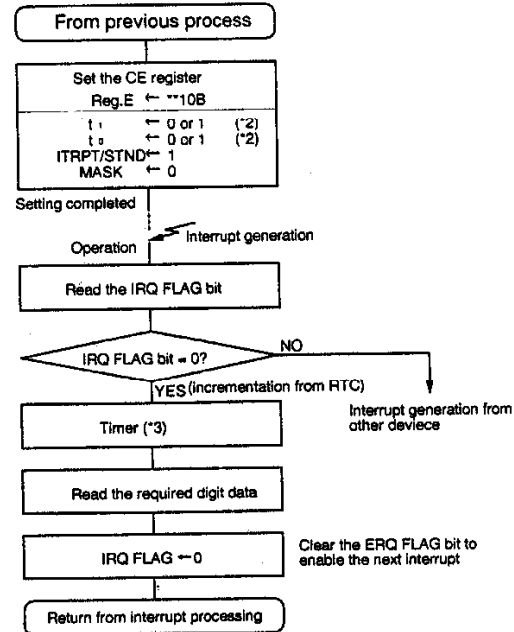 From previous process
Set the CE register
Reg.E ← **10B
t1 ← 0 or 1 (*2)
t0 ← 0 or 1 (*2)
ITRPT/STND← 1
MASK ← 0
Setting completed
Interrupt generation
Operation
Read the IRQ FLAG bit
IRQ FLAG bit = 0?
NO
YES (incrementation from RTC)
Interrupt generation from
other deviece
Timer (*3)
Read the required digit data
IRQ FLAG ←0
Clear the ERQ FLAG bit to
enable the next interrupt
Return from interrupt processing